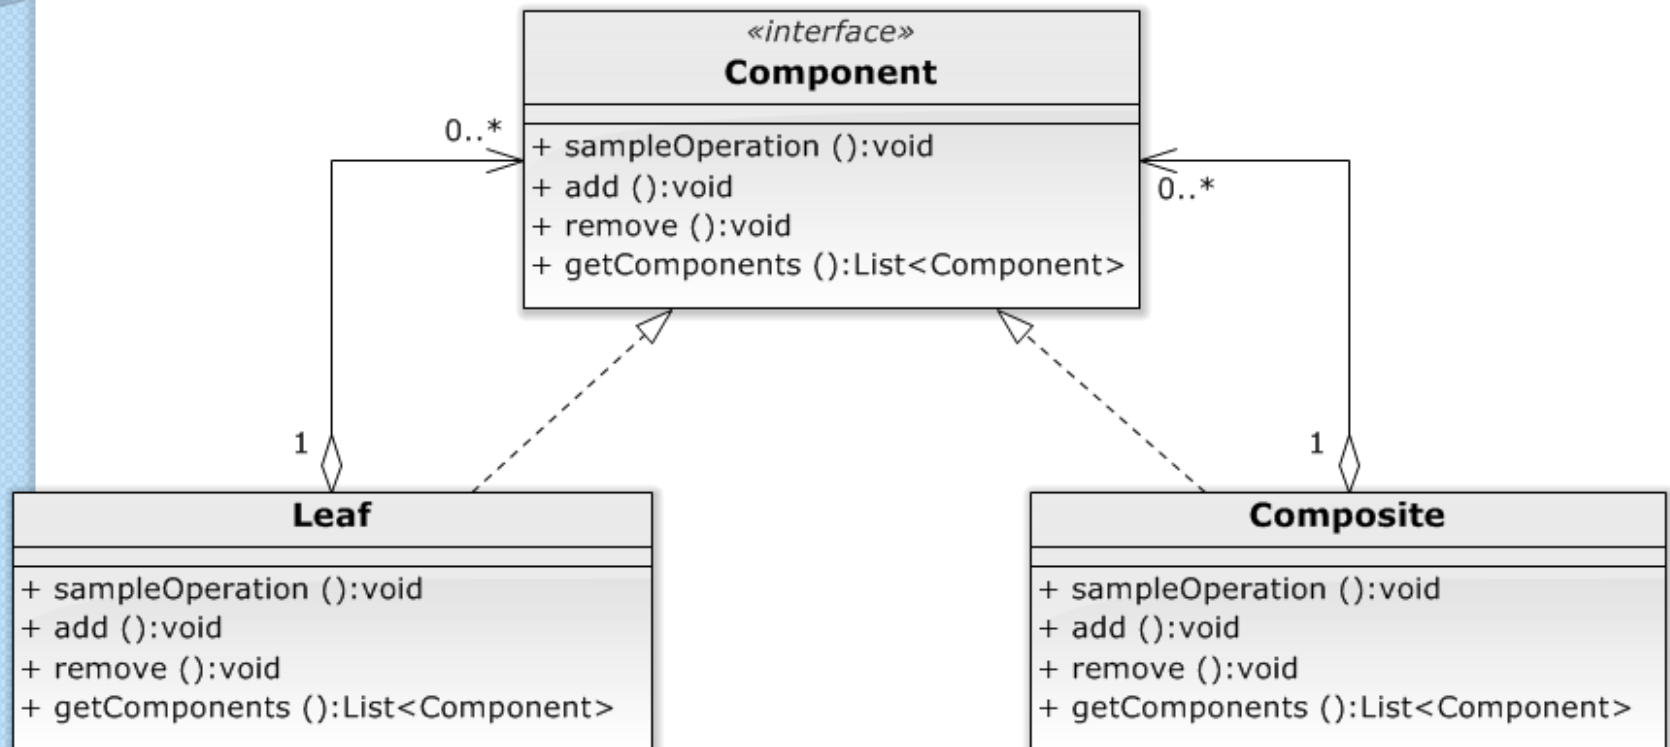 «interface»
Component
0..*
+ sampleOperation ():void
+ add ():void
0..*
+ remove ():void
+ getComponents ():List<Component>
1
1
Leaf
+ sampleOperation ():void
+ add ():void
+ remove ():void
+ getComponents ():List<Component>
Composite
+ sampleOperation ():void
+ add ():void
+ remove ():void
+ getComponents ():List<Component>